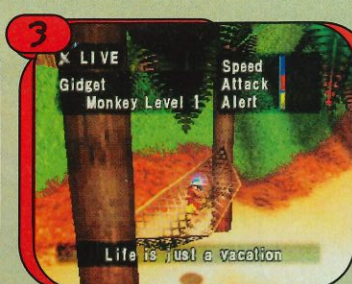 3
X LIVE
Gidget
Monkey Level 1
Speed
Attack
Alert
Life is just a vacation